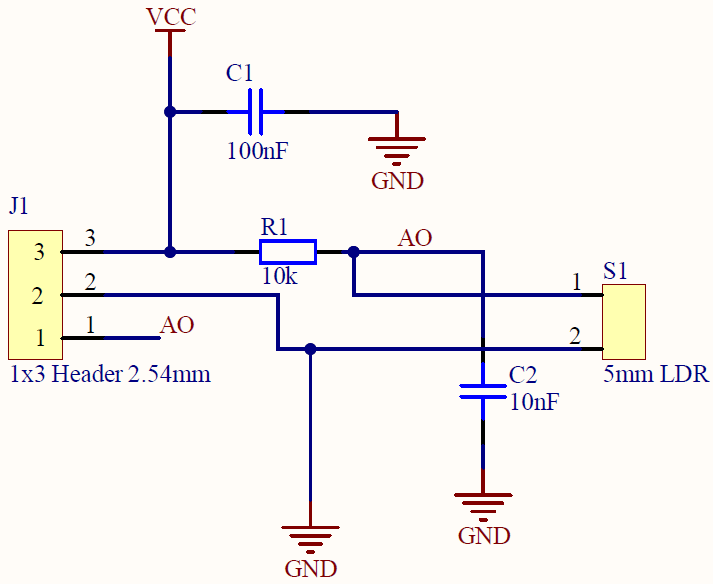 VCC
C1
100nF
GND
J1
3 3
2 2
1 1
AO
1x3 Header 2.54mm
R1
10k
AO
S1
1
2
5mm LDR
C2
10nF
GND
GND